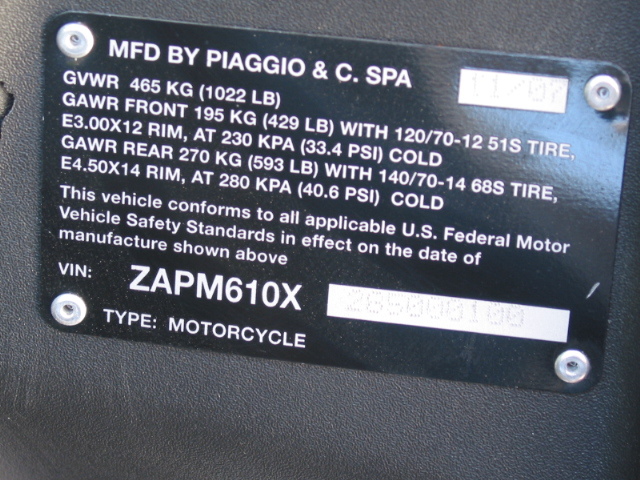 MFD BY PIAGGIO & C. SPA 11/07
GVWR 465 KG (1022 LB)
GAWR FRONT 195 KG (429 LB) WITH 120/70-12 51S TIRE,
E3.00X12 RIM, AT 230 KPA (33.4 PSI) COLD
GAWR REAR 270 KG (593 LB) WITH 140/70-14 68S TIRE,
E4.50X14 RIM, AT 280 KPA (40.6 PSI) COLD
This vehicle conforms to all applicable U.S. Federal Motor
Vehicle Safety Standards in effect on the date of
manufacture shown above
VIN: ZAPM610X
TYPE: MOTORCYCLE